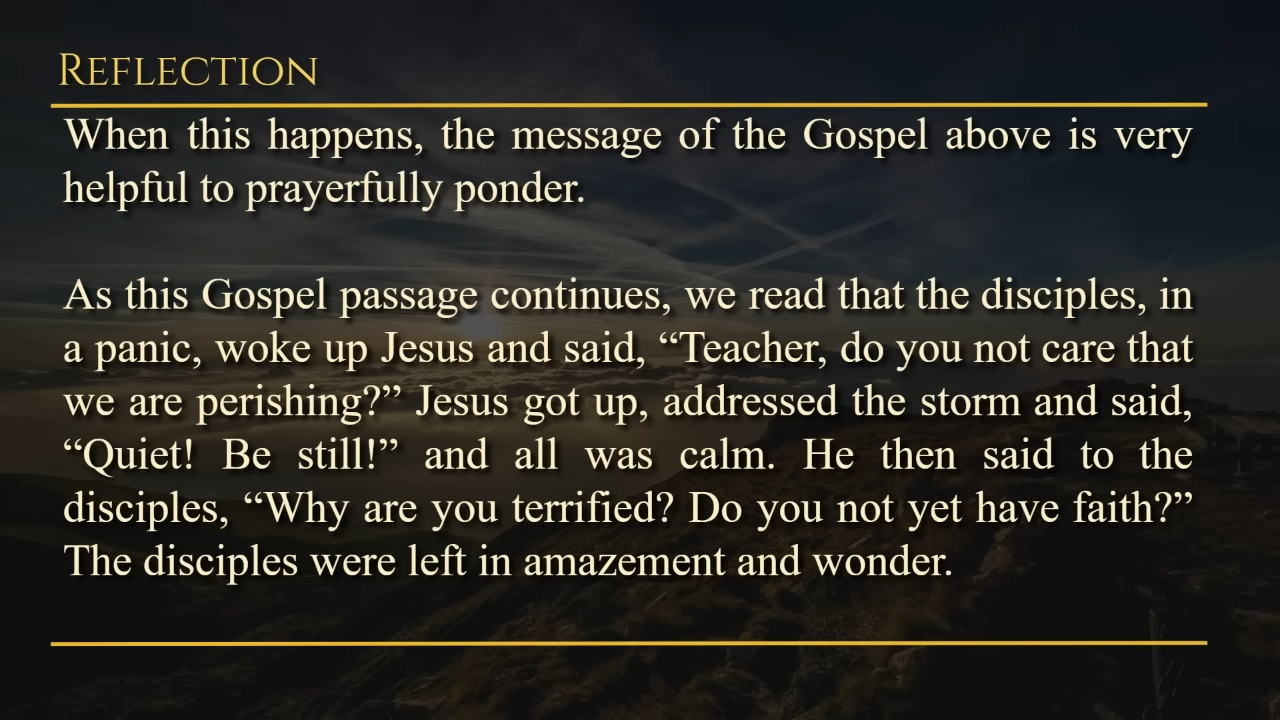 Reflection
When this happens, the message of the Gospel above is very
helpful to prayerfully ponder.
As this Gospel passage continues, we read that the disciples, in
a panic, woke up Jesus and said, “Teacher, do you not care that
we are perishing?” Jesus got up, addressed the storm and said,
“Quiet! Be still!” and all was calm. He then said to the
disciples, “Why are you terrified? Do you not yet have faith?”
The disciples were left in amazement and wonder.